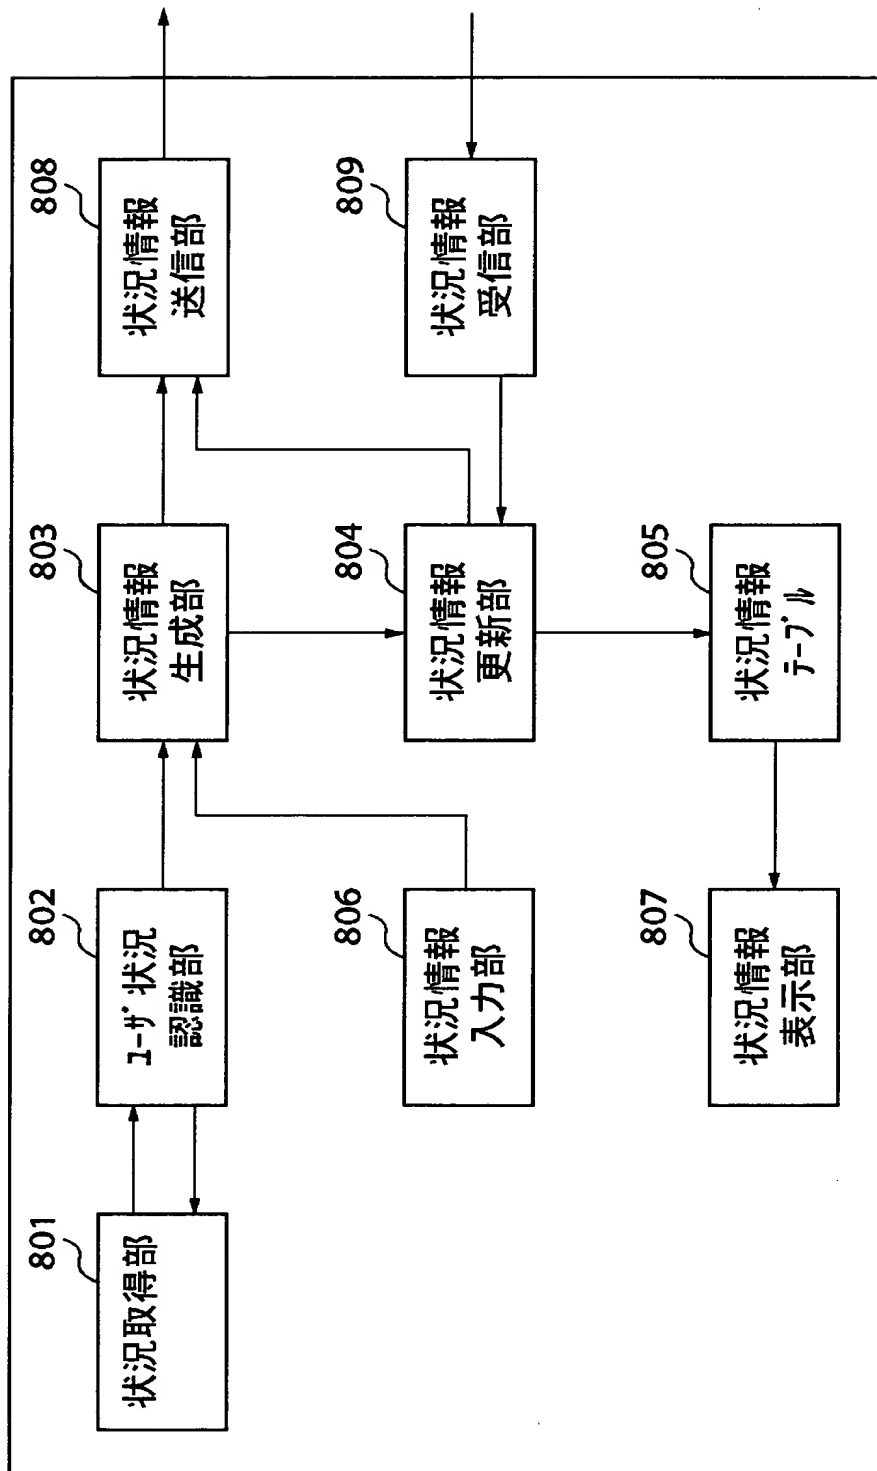 801
状況取得部
802
ユーザ状況
認識部
803
状況情報
生成部
808
状況情報
送信部
806
状況情報
入力部
804
状況情報
更新部
809
状況情報
受信部
807
状況情報
表示部
805
状況情報
テーブル